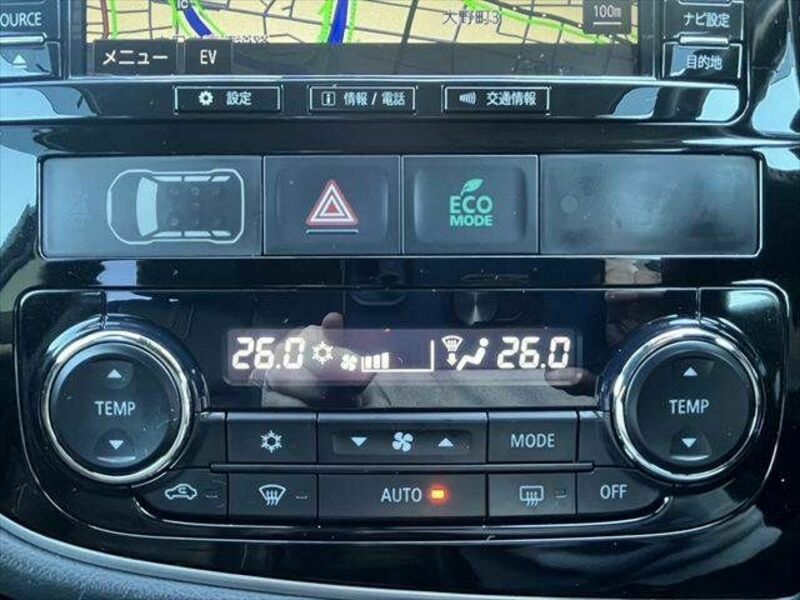 SOURCE
大野町3
100m
ナビ設定
メニュー
EV
目的地
設定
情報 / 電話
交通情報
ECO
MODE
26.0
26.0
TEMP
TEMP
MODE
AUTO
OFF